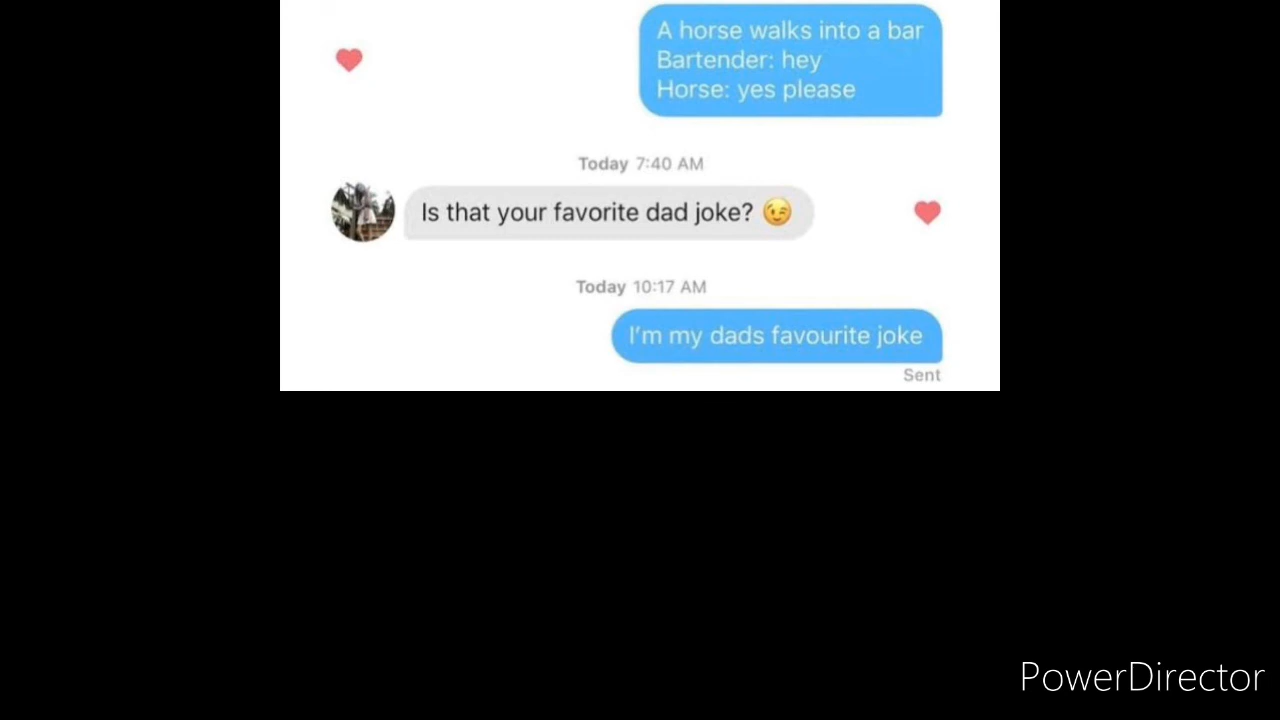 A horse walks into a bar
Bartender: hey
Horse: yes please
Today 7:40 AM
Is that your favorite dad joke? 😉
Today 10:17 AM
I'm my dads favourite joke
Sent
PowerDirector